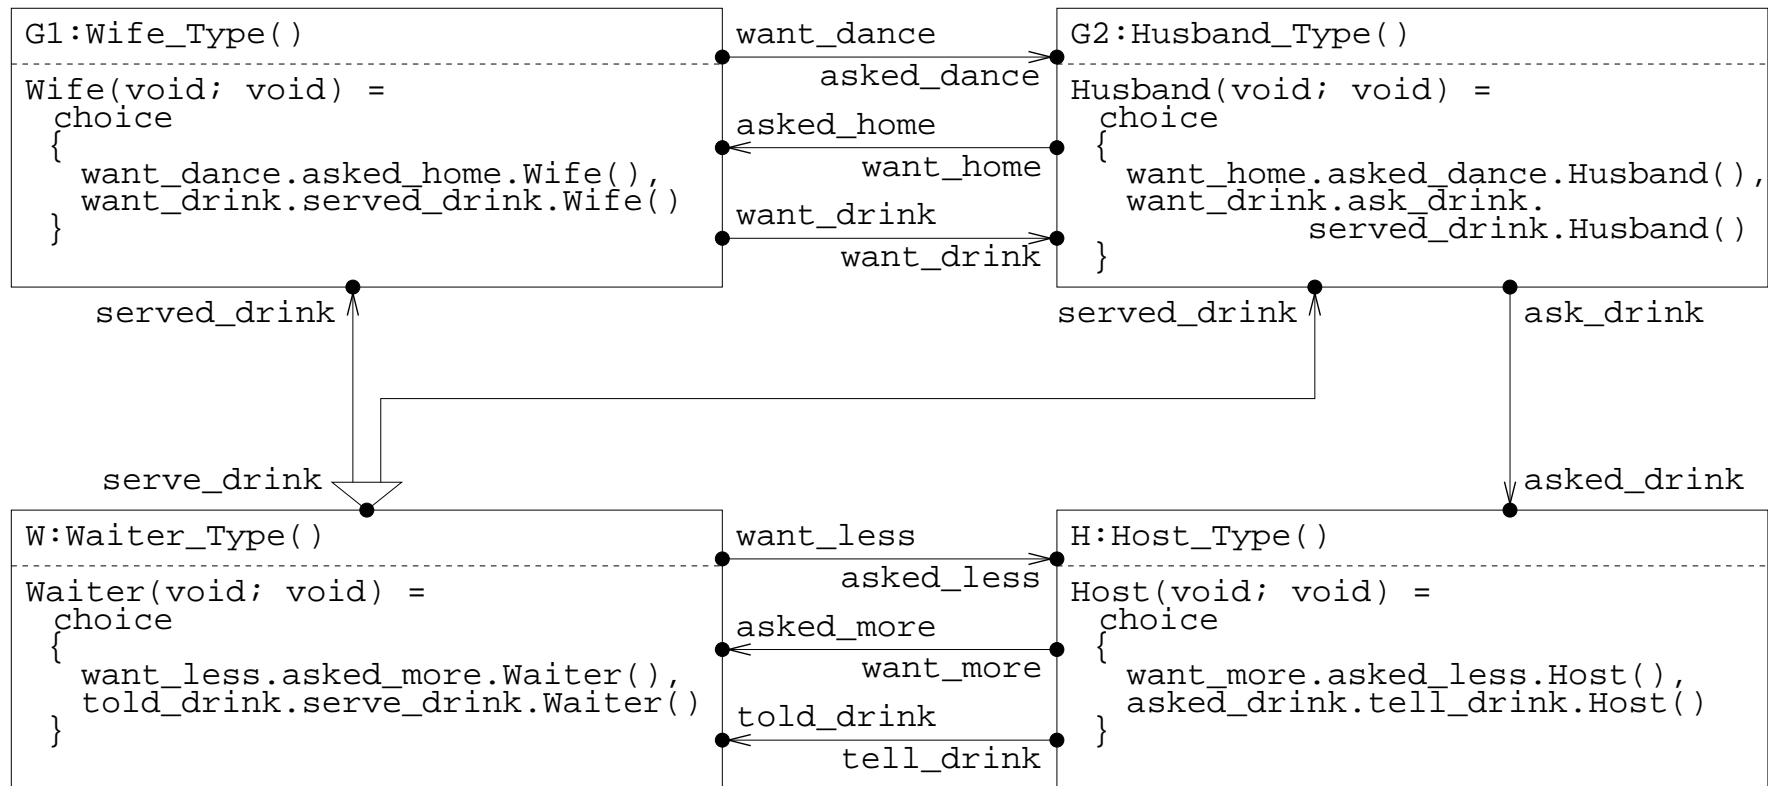 G1:Wife_Type()
Wife(void; void) =
choice
{
want_dance.asked_home.Wife(),
want_drink.served_drink.Wife()
}
want_dance
asked_dance
asked_home
want_home
want_drink
want_drink
G2:Husband_Type()
Husband(void; void) =
choice
{
want_home.asked_dance.Husband(),
want_drink.ask_drink.
served_drink.Husband()
}
served_drink
served_drink
ask_drink
serve_drink
asked_drink
W:Waiter_Type()
Waiter(void; void) =
choice
{
want_less.asked_more.Waiter(),
told_drink.serve_drink.Waiter()
}
want_less
asked_less
asked_more
want_more
told_drink
tell_drink
H:Host_Type()
Host(void; void) =
choice
{
want_more.asked_less.Host(),
asked_drink.tell_drink.Host()
}